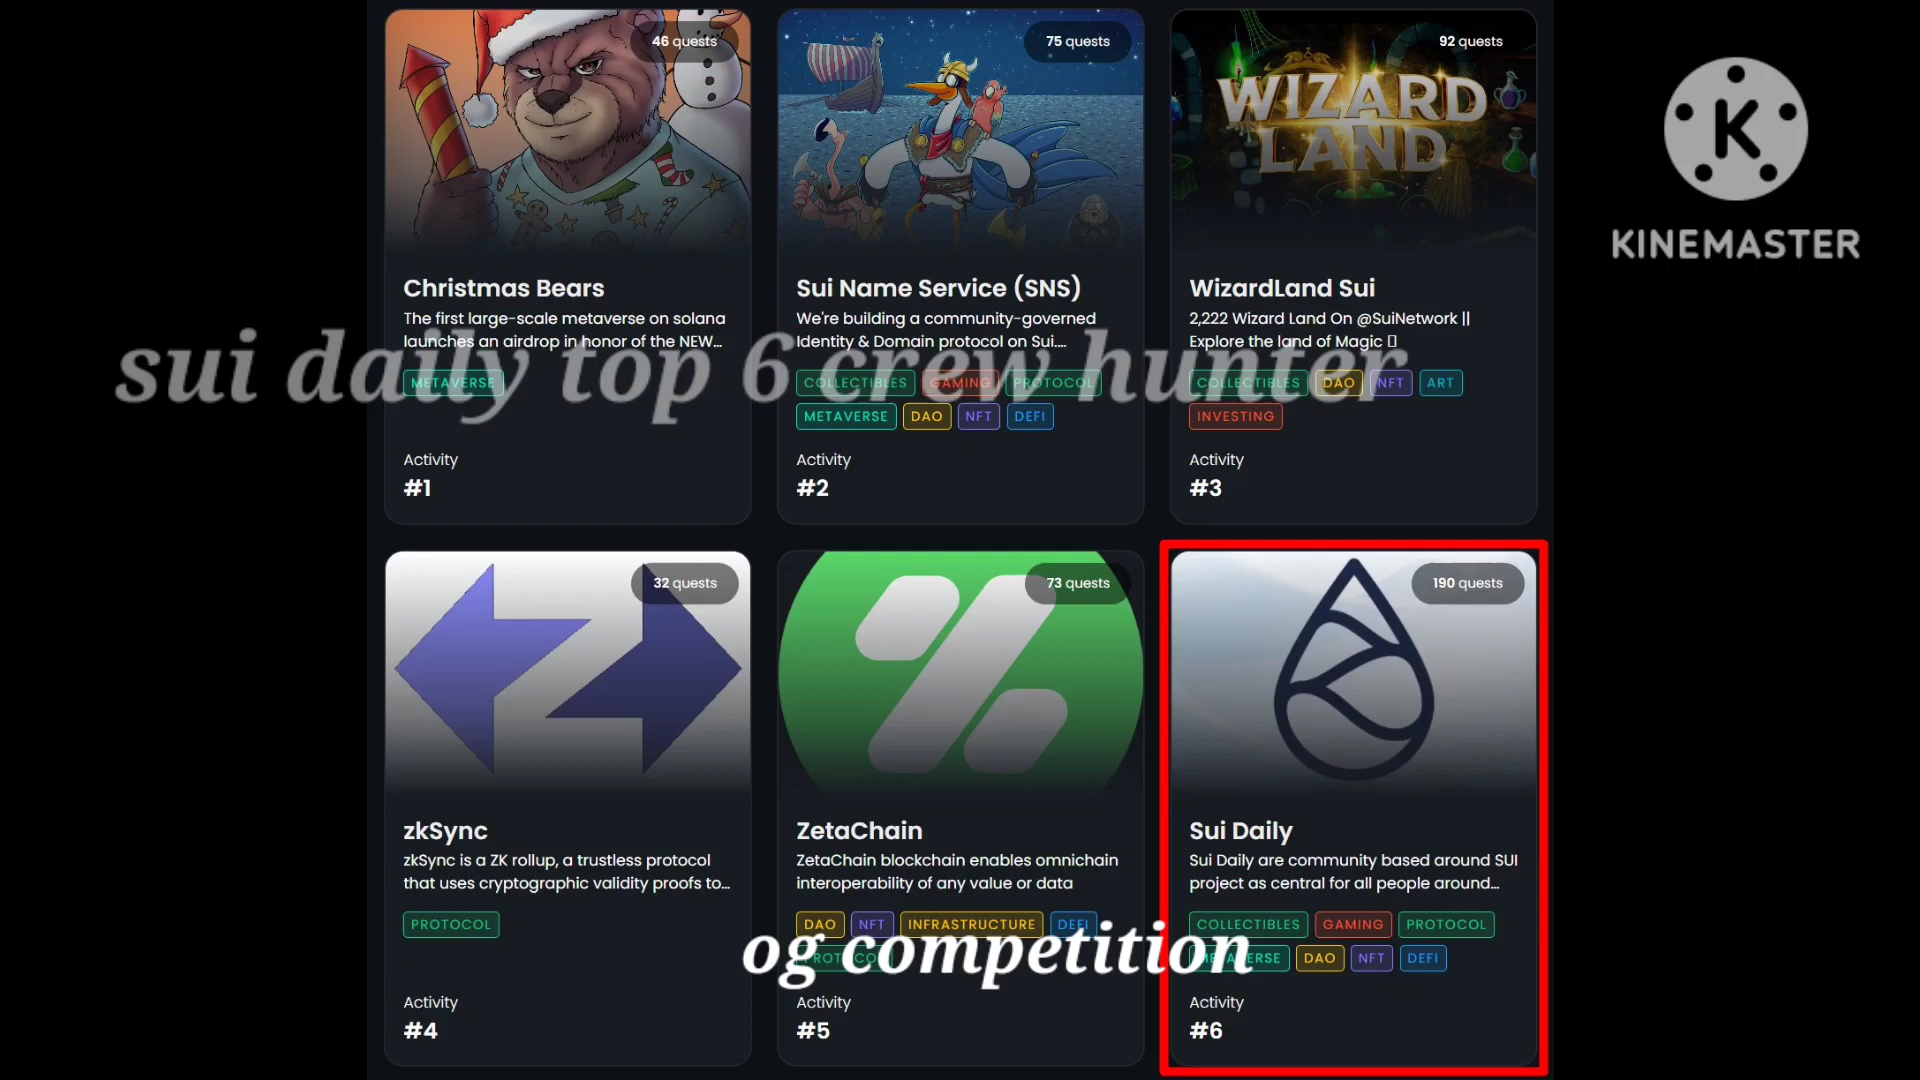 46 quests
75 quests
92 quests
WIZARD
LAND
K
KINEMASTER
Christmas Bears
The first large-scale metaverse on solana
launches an airdrop in honor of the NEW...
METAVERSE
Sui Name Service (SNS)
We're building a community-governed
Identity & Domain protocol on Sui....
COLLECTIBLES GAMING PROTOCOL
METAVERSE DAO NFT DEFI
WizardLand Sui
2,222 Wizard Land On @SuiNetwork ||
Explore the land of Magic
COLLECTIBLES DAO NFT ART
INVESTING
sui daily top 6 crew hunter
Activity
#1
Activity
#2
Activity
#3
32 quests
73 quests
190 quests
zkSync
zkSync is a ZK rollup, a trustless protocol
that uses cryptographic validity proofs to...
PROTOCOL
ZetaChain
ZetaChain blockchain enables omnichain
interoperability of any value or data
DAO NFT INFRASTRUCTURE DEFI
PROTOCOL
Sui Daily
Sui Daily are community based around SUI
project as central for all people around...
COLLECTIBLES GAMING PROTOCOL
METAVERSE DAO NFT DEFI
og competition
Activity
#4
Activity
#5
Activity
#6